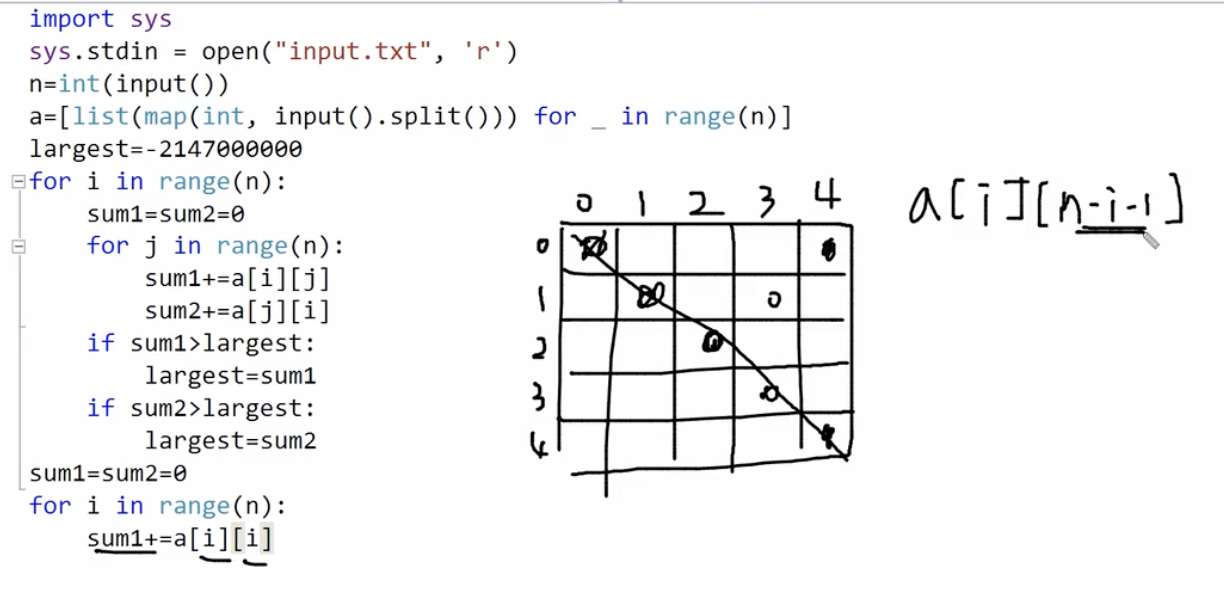 import sys
sys.stdin = open("input.txt", 'r')
n=int(input())
a=[list(map(int, input().split())) for _ in range(n)]
largest=-2147000000
for i in range(n):
    sum1=sum2=0
    for j in range(n):
        sum1+=a[i][j]
        sum2+=a[j][i]
    if sum1>largest:
        largest=sum1
    if sum2>largest:
        largest=sum2
sum1=sum2=0
for i in range(n):
    sum1+=a[i][i]
0 1 2 3 4
0
1
2
3
4
a[i][n-i-1]